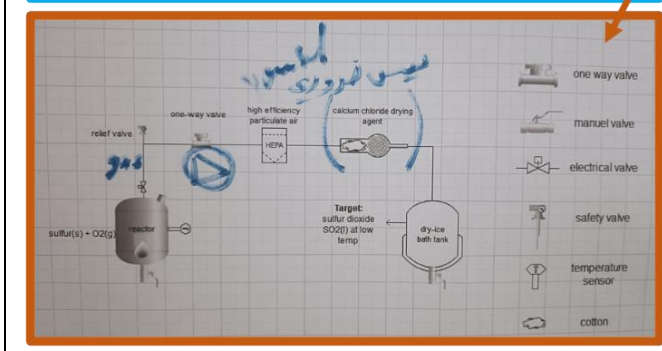 ليس ضروري
one way valve
manuel valve
electrical valve
safety valve
temperature
sensor
cotton
relief valve
one-way valve
high efficiency
particulate air
HEPA
calcium chloride drying
agent
gas
sulfur(s) + O2(g)
reactor
Target:
sulfur dioxide
SO2(l) at low
temp
dry-ice
bath tank